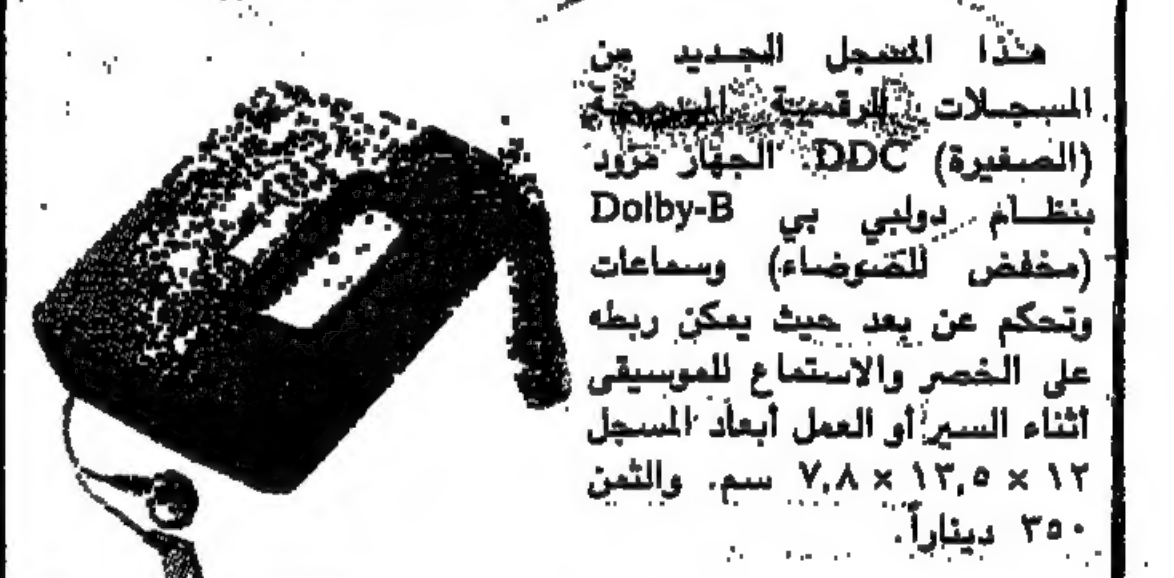 هذا المسجل الجديد من
المسجلات الرقمية المدمجة
(الصغيرة) DDC. الجهاز مزود
بنظام دولبي بي Dolby-B
(مخفض للضوضاء) وسماعات
وتحكم عن بعد حيث يمكن ربطه
على الخصر والاستماع للموسيقى
أثناء السير أو العمل أبعاد المسجل
١٢ × ١٣,٥ × ٧,٨ سم. والثمن
٣٥٠ ديناراً.